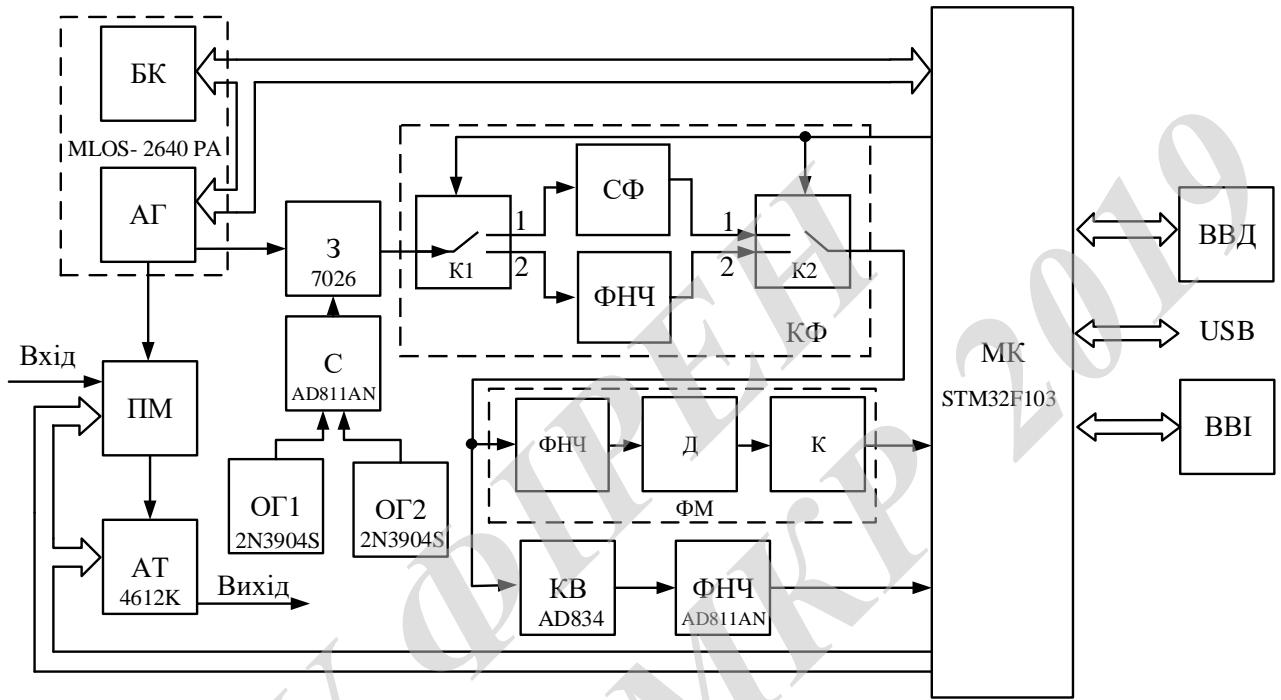 БК
MLOS- 2640 PA
АГ
З
7026
С
AD811AN
ОГ1
2N3904S
ОГ2
2N3904S
Вхід
ПМ
АТ
4612К
Вихід
К1
1
2
СФ
ФНЧ
1
2
К2
КФ
ФНЧ
Д
К
ФМ
КВ
AD834
ФНЧ
AD811AN
МК
STM32F103
ВВД
USB
ВВІ
ФІРЕН
МКР 2019